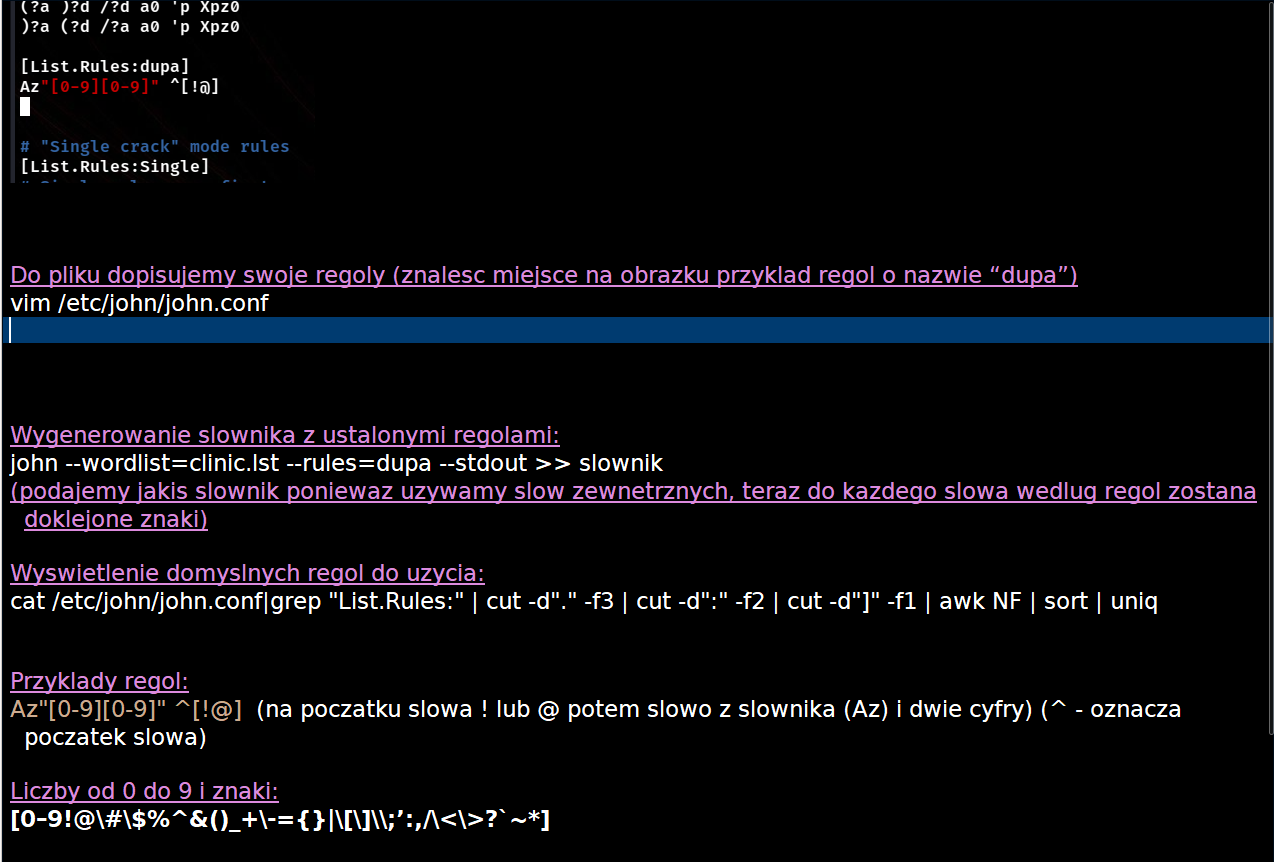 (?a )?d /?d a0 'p Xpz0
)?a (?d /?a a0 'p Xpz0
[List.Rules:dupa]
Az"[0-9][0-9]" ^[!@]
# "Single crack" mode rules
[List.Rules:Single]
Do pliku dopisujemy swoje regoly (znalesc miejsce na obrazku przyklad regol o nazwie “dupa”)
vim /etc/john/john.conf
Wygenerowanie slownika z ustalonymi regolami:
john --wordlist=clinic.lst --rules=dupa --stdout >> slownik
(podajemy jakis slownik poniewaz uzywamy slow zewnetrznych, teraz do kazdego slowa wedlug regol zostana
doklejone znaki)
Wyswietlenie domyslnych regol do uzycia:
cat /etc/john/john.conf|grep "List.Rules:" | cut -d"." -f3 | cut -d":" -f2 | cut -d"]" -f1 | awk NF | sort | uniq
Przyklady regol:
Az"[0-9][0-9]" ^[!@]  (na poczatku slowa ! lub @ potem slowo z slownika (Az) i dwie cyfry) (^ - oznacza
poczatek slowa)
Liczby od 0 do 9 i znaki:
[0–9!@\#\$%^&()_+\-={}|\[\]\\;’:,/\<\>?`~*]